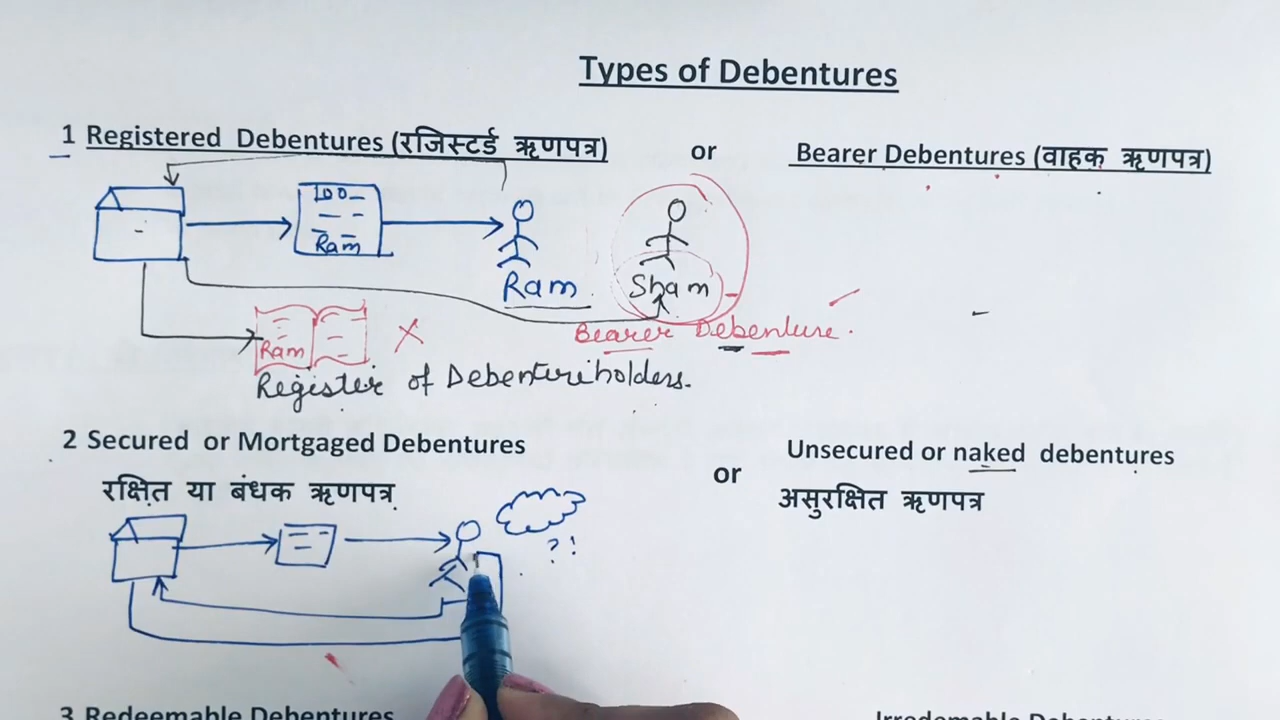 Types of Debentures
1 Registered Debentures (रजिस्टर्ड ऋणपत्र) or Bearer Debentures (वाहक ऋणपत्र)
100
Ram
Ram Sham
Bearer Debenture.
Ram
Register of Debentureholders.
2 Secured or Mortgaged Debentures or Unsecured or naked debentures
रक्षित या बंधक ऋणपत्र असुरक्षित ऋणपत्र
?!
3 Redeemable Debentures